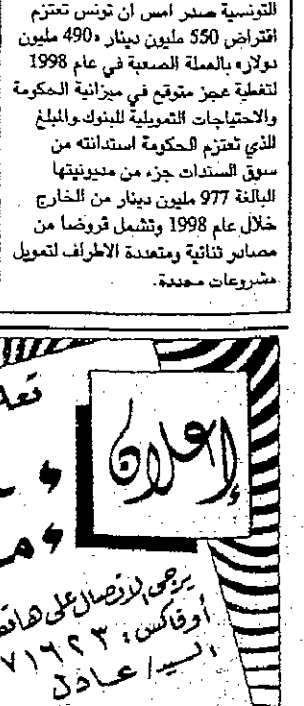 التونسية صدر امس ان تونس تعتزم
اقتراض 550 مليون دينار «490 مليون
دولار» بالعملة الصعبة في عام 1998
لتغطية عجز متوقع في ميزانية الحكومة
والاحتياجات التمويلية للبنوك والمبلغ
الذي تعتزم الحكومة استدانته من
سوق السندات جزء من مديونيتها
البالغة 977 مليون دينار من الخارج
خلال عام 1998 وتشمل قروضا من
مصادر ثنائية ومتعددة الاطراف لتمويل
مشروعات محددة.
إعلان
يرجى الاتصال على هاتف
أوفاكس: ٧١٦٢٣
السيد/ عادل